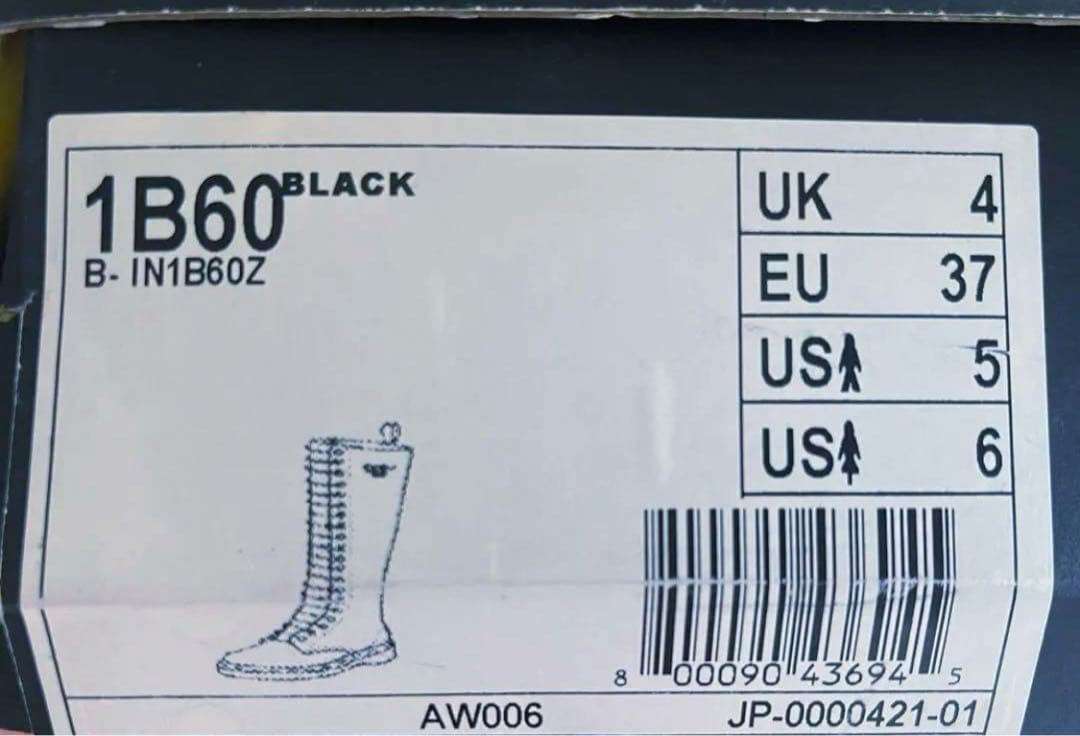 1B60 BLACK
B- IN1B60Z
UK 4
EU 37
US 5
US 6
8 00090 43694 5
AW006 JP-0000421-01